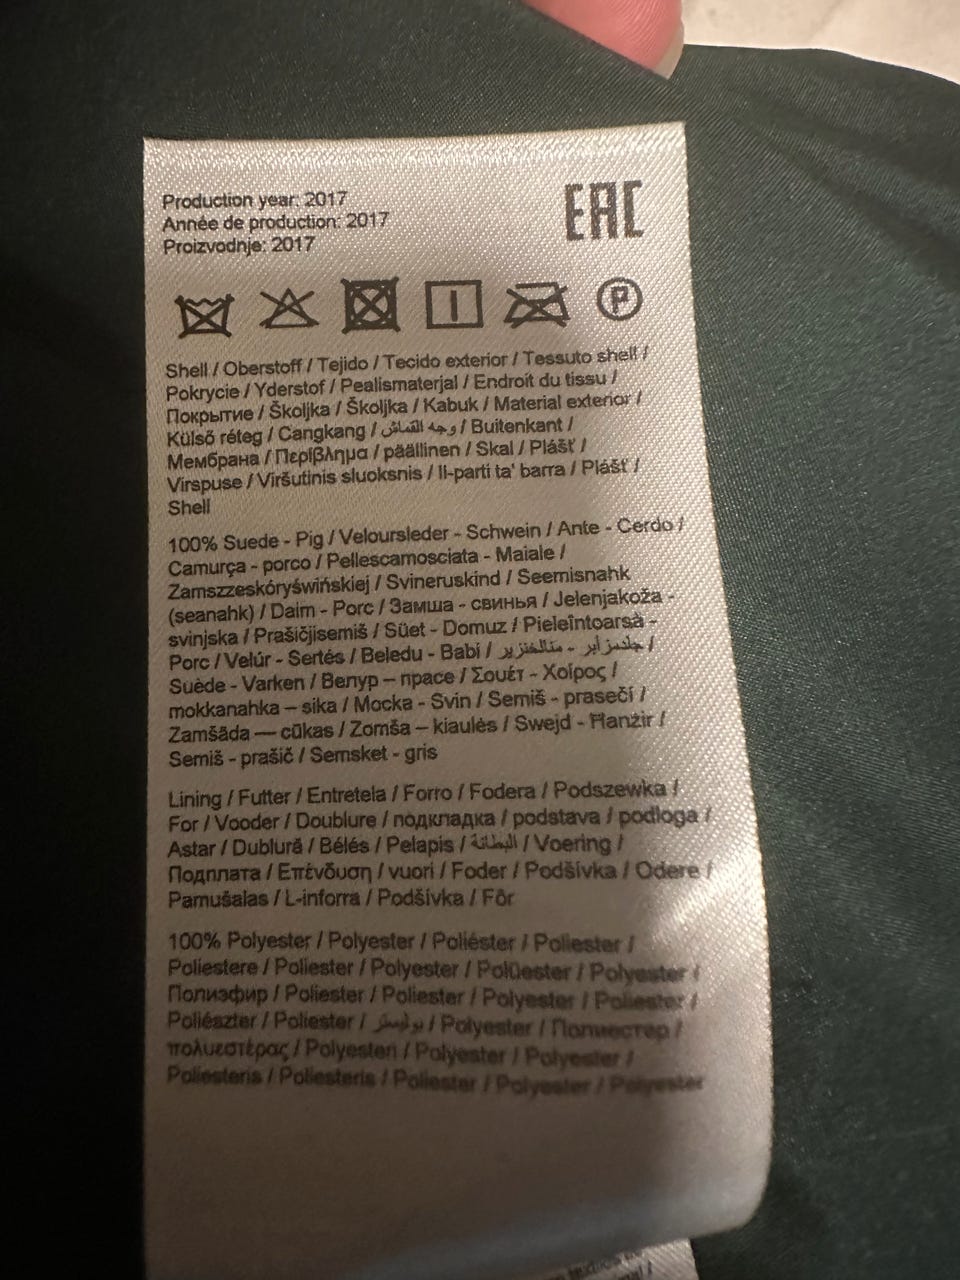 Production year: 2017
Année de production: 2017
Proizvodnje: 2017
EAC
P
Shell / Oberstoff / Tejido / Tecido exterior / Tessuto shell /
Pokrycie / Yderstof / Pealismaterjal / Endroit du tissu /
Покрытие / Školjka / Školjka / Kabuk / Material exterior /
Külső réteg / Cangkang / وجه القماش / Buitenkant /
Мембрана / Περίβλημα / päällinen / Skal / Plášť /
Virspuse / Viršutinis sluoksnis / Il-parti ta' barra / Plášť /
Shell
100% Suede - Pig / Veloursleder - Schwein / Ante - Cerdo /
Camurça - porco / Pellescamosciata - Maiale /
Zamszzeskóryświńskiej / Svineruskind / Seemisnahk
(seanahk) / Daim - Porc / Замша - свинья / Jelenjakoža -
svinjska / Prašičjisemiš / Süet - Domuz / Pieleîntoarsă -
Porc / Velúr - Sertés / Beledu - Babi /
Suède - Varken / Велур – прасе / Σουέτ - Χοίρος /
mokkanahka – sika / Mocka - Svin / Semiš - prasečí /
Zamšāda — cūkas / Zomša – kiaulės / Swejd - Ħanżir /
Semiš - prašič / Semsket - gris
Lining / Futter / Entretela / Forro / Fodera / Podszewka /
For / Vooder / Doublure / подкладка / podstava / podloga /
Astar / Dublură / Bélés / Pelapis / البطانة / Voering /
Подплата / Επένδυση / vuori / Foder / Podšívka / Odere /
Pamušalas / L-inforra / Podšívka / Fôr
100% Polyester / Polyester / Poliéster / Poliester /
Poliestere / Poliester / Polyester / Polüester / Polyester /
Полиэфир / Poliester / Poliester / Polyester / Poliester /
Poliészter / Poliester / بوليستر / Polyester / Полиестер /
πολυεστέρας / Polyesteri / Polyester / Polyester /
Poliesteris / Poliesteris / Poliester / Polyester / Polyester